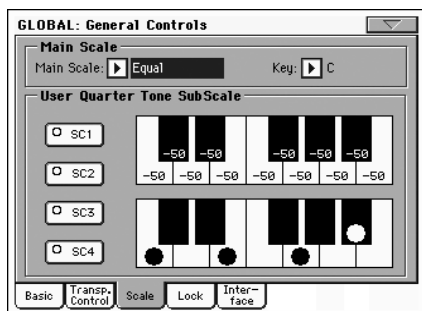 GLOBAL: General Controls
Main Scale
Main Scale: Equal Key: C
User Quarter Tone SubScale
SC1
SC2
SC3
SC4
-50 -50 -50 -50 -50
-50 -50 -50 -50 -50 -50 -50
Basic Transp. Control Scale Lock Inter-face